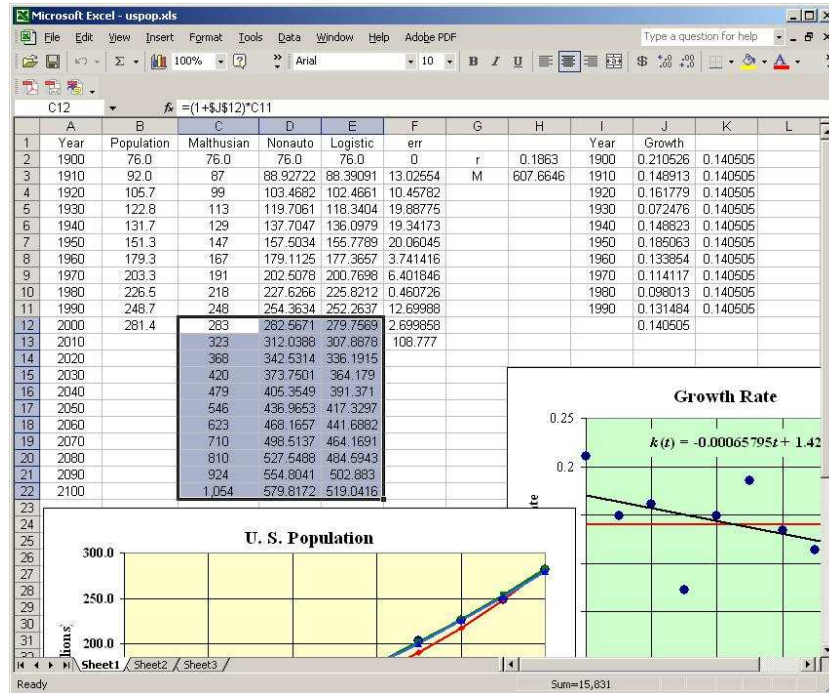 Microsoft Excel - uspop.xls
File Edit View Insert Format Tools Data Window Help Adobe PDF Type a question for help
100% Arial 10 B I U $
C12 fx =(1+$J$12)*C11
A B C D E F G H I J K L
1 Year Population Malthusian Nonauto Logistic err Year Growth
2 1900 76.0 76.0 76.0 76.0 0 r 0.1863 1900 0.210526 0.140505
3 1910 92.0 87 88.92722 88.39091 13.02554 M 607.6646 1910 0.148913 0.140505
4 1920 105.7 99 103.4682 102.4661 10.45782 1920 0.161779 0.140505
5 1930 122.8 113 119.7061 118.3404 19.88775 1930 0.072476 0.140505
6 1940 131.7 129 137.7047 136.0979 19.34173 1940 0.148823 0.140505
7 1950 151.3 147 157.5034 155.7789 20.06045 1950 0.185063 0.140505
8 1960 179.3 167 179.1125 177.3657 3.741416 1960 0.133854 0.140505
9 1970 203.3 191 202.5078 200.7698 6.401846 1970 0.114117 0.140505
10 1980 226.5 218 227.6266 225.8212 0.460726 1980 0.098013 0.140505
11 1990 248.7 248 254.3634 252.2637 12.69988 1990 0.131484 0.140505
12 2000 281.4 283 282.5671 279.7569 2.699858 0.140505
13 2010 323 312.0388 307.8878 108.777
14 2020 368 342.5314 336.1915
15 2030 420 373.7501 364.179
16 2040 479 405.3549 391.371
17 2050 546 436.9653 417.3297
18 2060 623 468.1657 441.6882
19 2070 710 498.5137 464.1691
20 2080 810 527.5488 484.5943
21 2090 924 554.8041 502.883
22 2100 1,054 579.8172 519.0416
23
24
25
26
27
28
29
30
31
Growth Rate
0.25
k(t) = -0.00065795t + 1.42
0.2
U. S. Population
300.0
250.0
200.0
Sheet1 Sheet2 Sheet3
Ready Sum=15,831